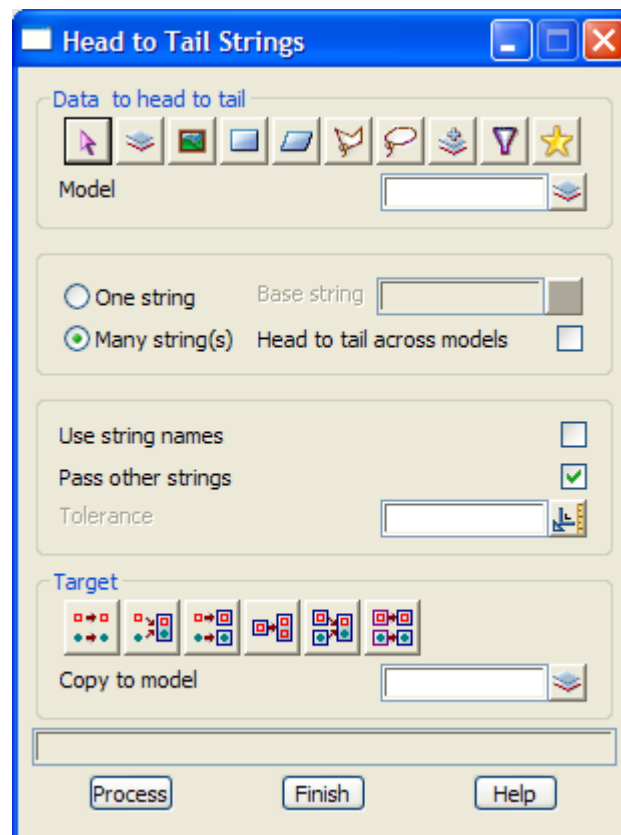 Head to Tail Strings
Data to head to tail
Model
One string Base string
Many string(s) Head to tail across models
Use string names
Pass other strings
Tolerance
Target
Copy to model
Process Finish Help